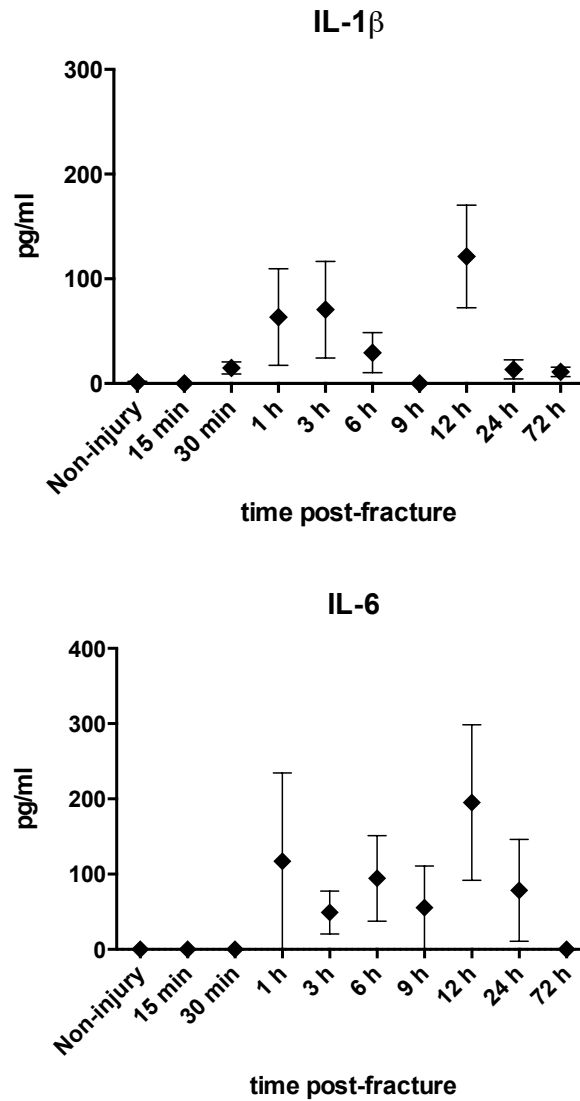 IL-1β
300
200
100
0
pg/ml
Non-injury
15 min
30 min
1 h
3 h
6 h
9 h
12 h
24 h
72 h
time post-fracture
IL-6
400
300
200
100
0
pg/ml
Non-injury
15 min
30 min
1 h
3 h
6 h
9 h
12 h
24 h
72 h
time post-fracture